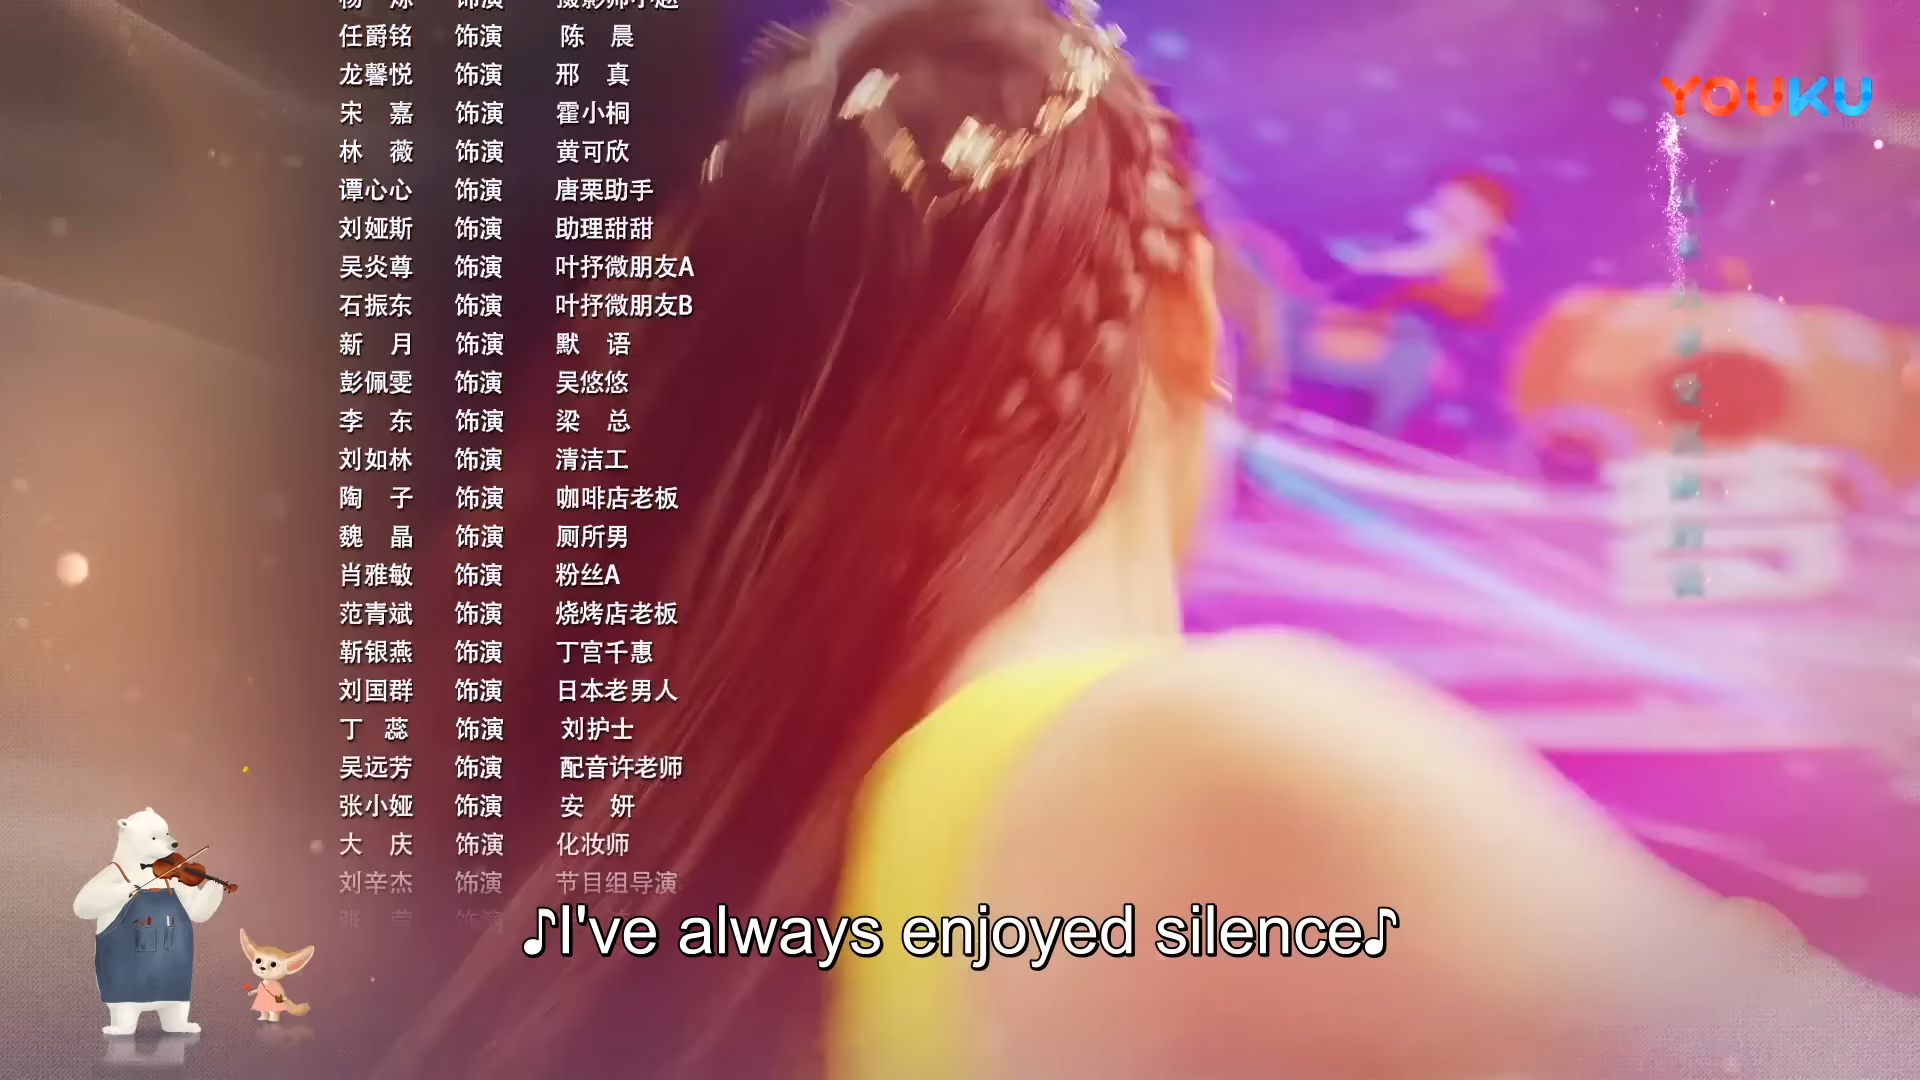 任爵铭 饰演 陈 晨
龙馨悦 饰演 邢 真
宋 嘉 饰演 霍小桐
林 薇 饰演 黄可欣
谭心心 饰演 唐栗助手
刘娅斯 饰演 助理甜甜
吴炎尊 饰演 叶抒微朋友A
石振东 饰演 叶抒微朋友B
新 月 饰演 默 语
彭佩雯 饰演 吴悠悠
李 东 饰演 梁 总
刘如林 饰演 清洁工
陶 子 饰演 咖啡店老板
魏 晶 饰演 厕所男
肖雅敏 饰演 粉丝A
范青斌 饰演 烧烤店老板
靳银燕 饰演 丁宫千惠
刘国群 饰演 日本老男人
丁 蕊 饰演 刘护士
吴远芳 饰演 配音许老师
张小娅 饰演 安 妍
大 庆 饰演 化妆师
刘辛杰 饰演 节目组导演
YOUKU
♪I've always enjoyed silence♪